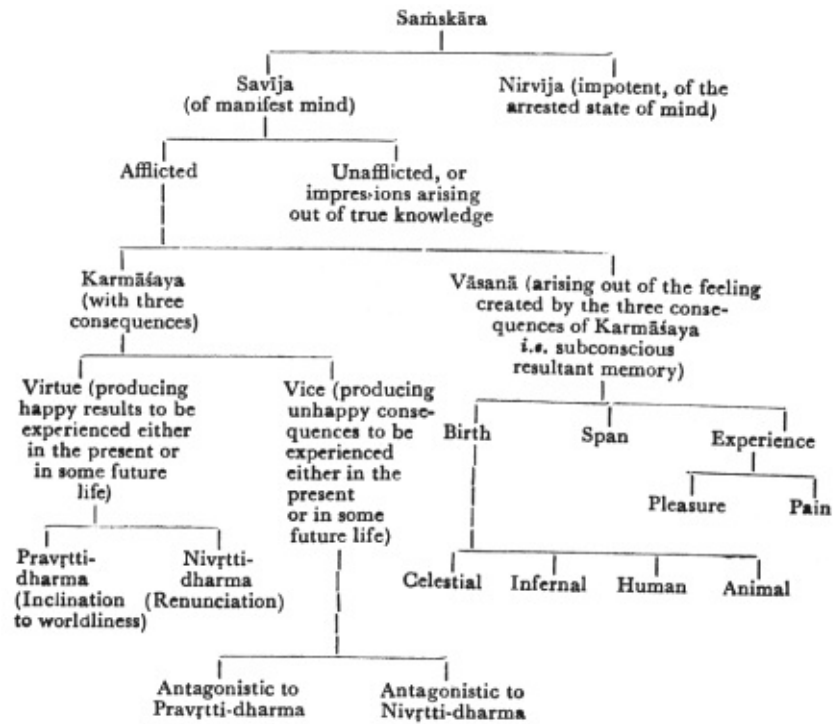 Saṁskāra
Savīja
(of manifest mind)
Nirvija (impotent, of the
arrested state of mind)
Afflicted
Unafflicted, or
impressions arising
out of true knowledge
Karmāśaya
(with three
consequences)
Vāsanā (arising out of the feeling
created by the three conse-
quences of Karmāśaya
i.e. subconscious
resultant memory)
Virtue (producing
happy results to be
experienced either
in the present or
in some future
life)
Vice (producing
unhappy conse-
quences to be
experienced
either in the
present
or in some
future life)
Birth
Span
Experience
Pleasure
Pain
Pravṛtti-
dharma
(Inclination
to worldliness)
Nivṛtti-
dharma
(Renunciation)
Celestial
Infernal
Human
Animal
Antagonistic to
Pravṛtti-dharma
Antagonistic to
Nivṛtti-dharma